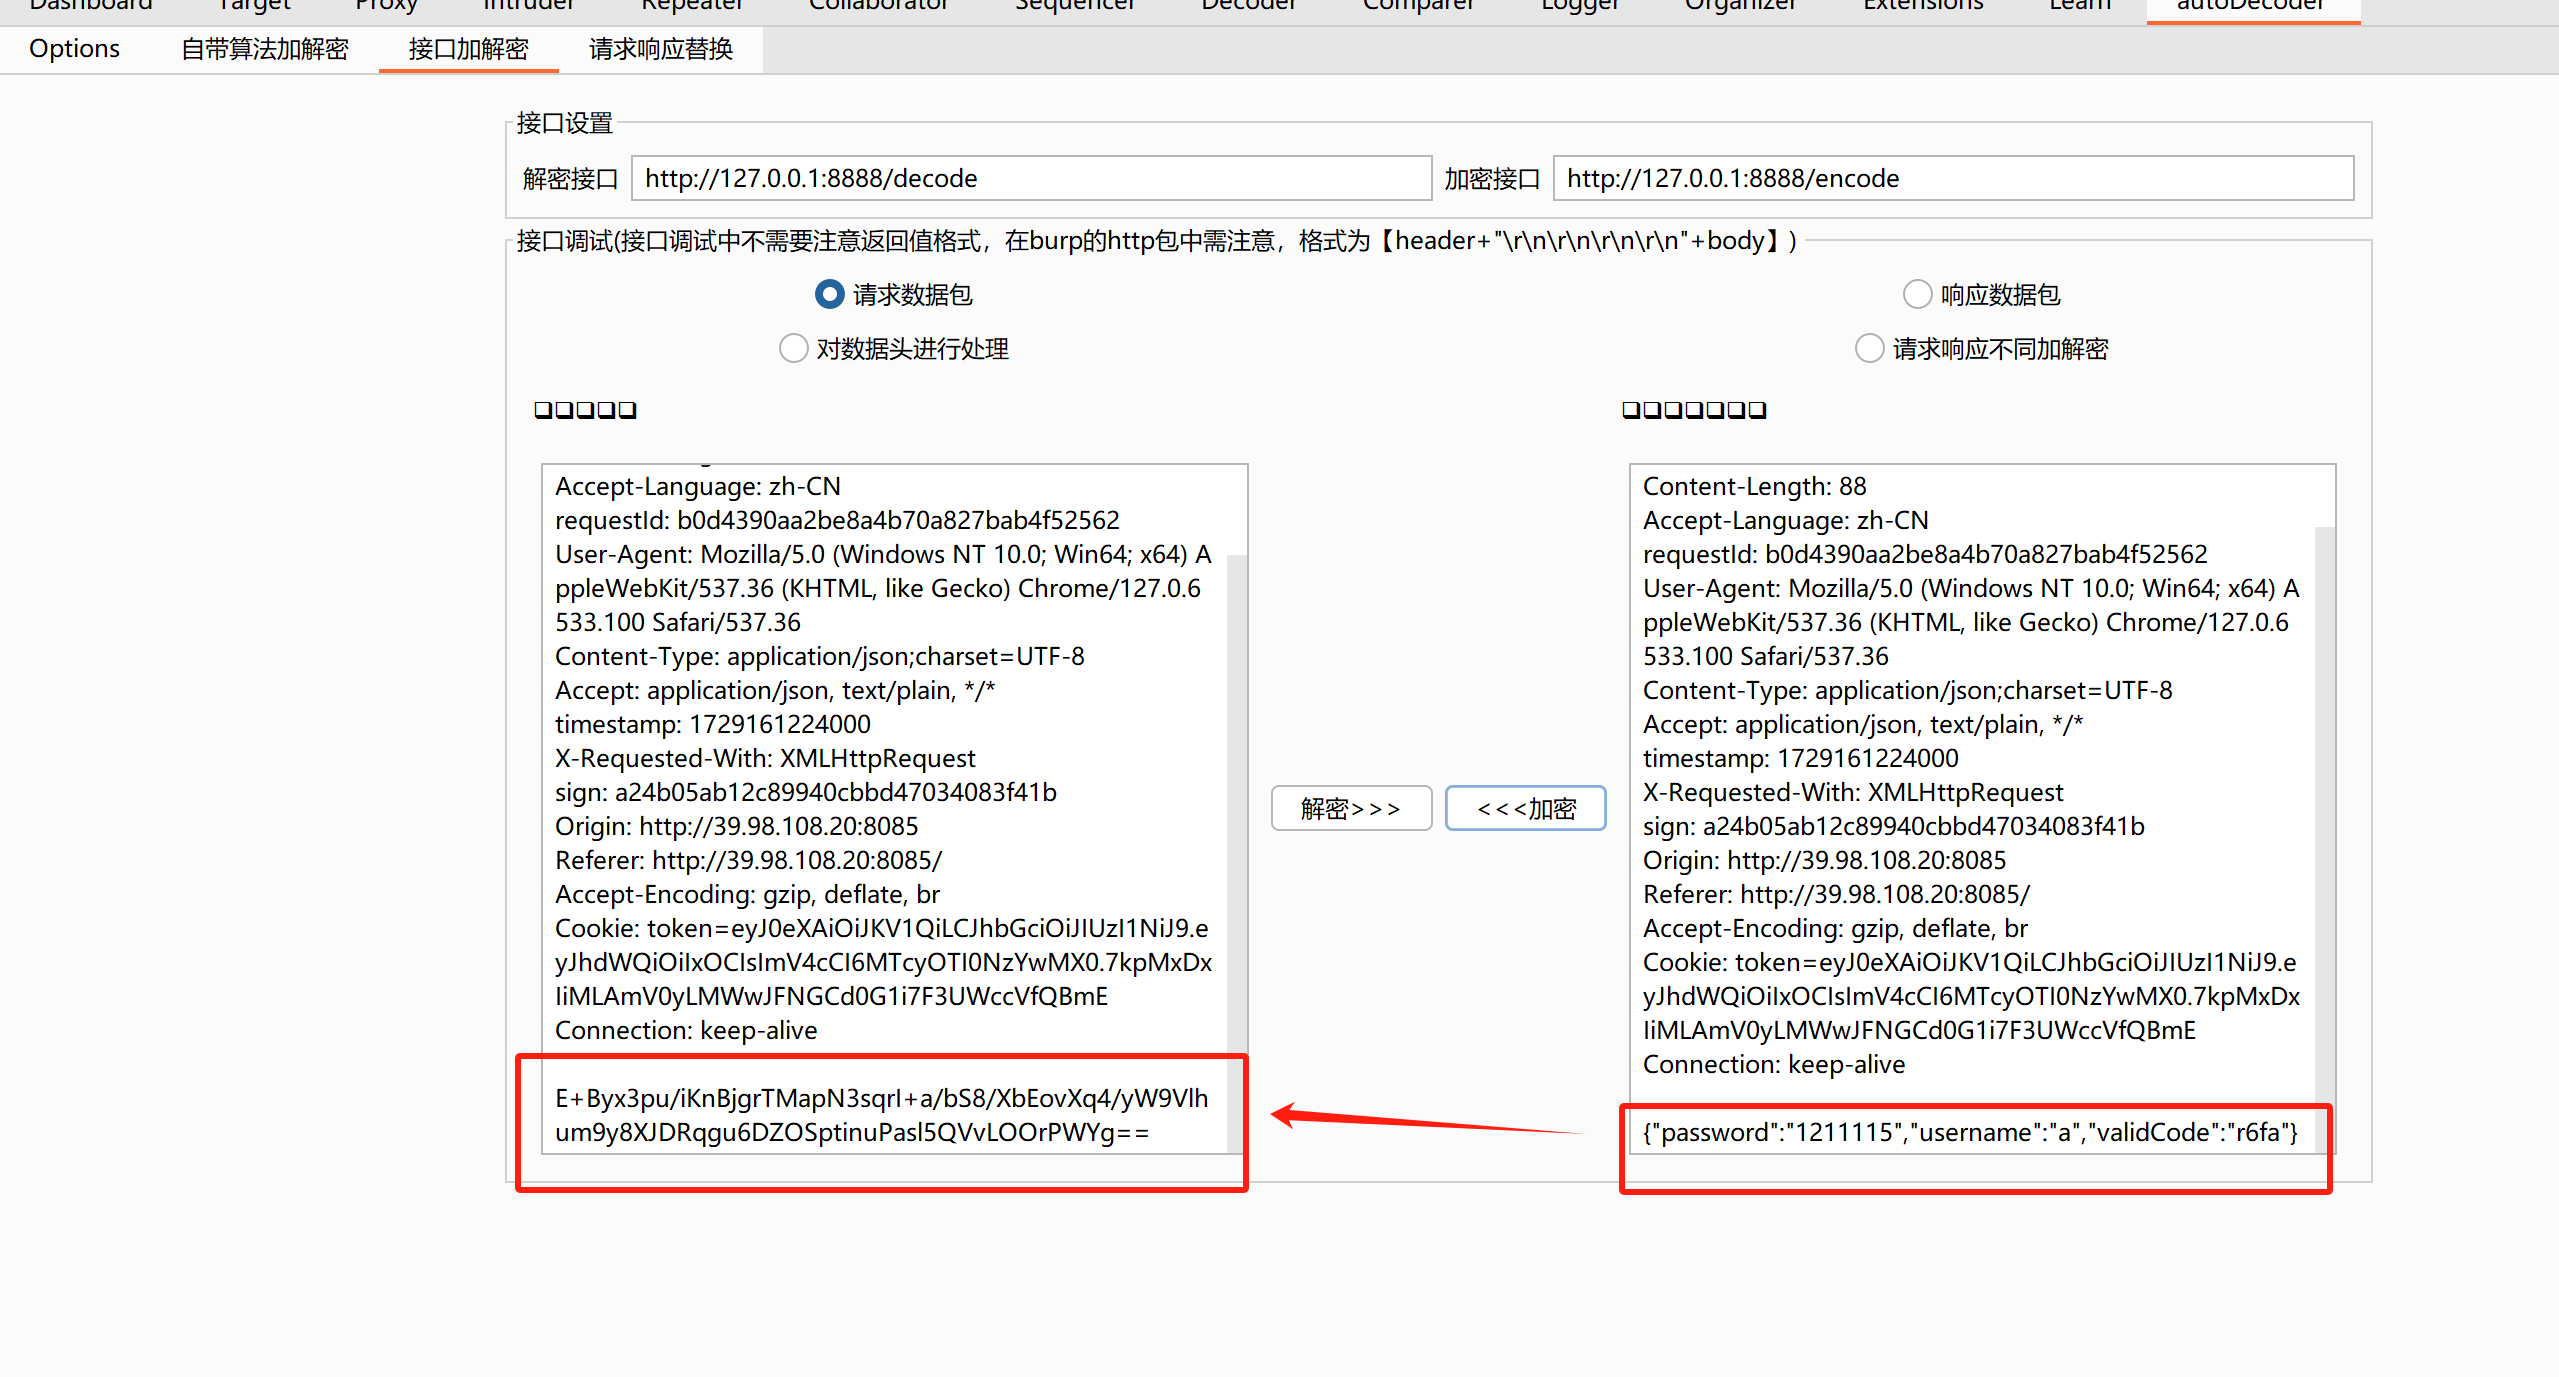 Dashboard Target Proxy Intruder Repeater Collaborator Sequencer Decoder Comparer Logger Organizer Extensions Learn autoDecoder
Options 自带算法加解密 接口加解密 请求响应替换
接口设置
解密接口 http://127.0.0.1:8888/decode 加密接口 http://127.0.0.1:8888/encode
接口调试(接口调试中不需要注意返回值格式，在burp的http包中需注意，格式为【header+"\r\n\r\n\r\n\r\n"+body】)
请求数据包 响应数据包
对数据头进行处理 请求响应不同加解密
Accept-Language: zh-CN
requestId: b0d4390aa2be8a4b70a827bab4f52562
User-Agent: Mozilla/5.0 (Windows NT 10.0; Win64; x64) A
ppleWebKit/537.36 (KHTML, like Gecko) Chrome/127.0.6
533.100 Safari/537.36
Content-Type: application/json;charset=UTF-8
Accept: application/json, text/plain, */*
timestamp: 1729161224000
X-Requested-With: XMLHttpRequest
sign: a24b05ab12c89940cbbd47034083f41b
Origin: http://39.98.108.20:8085
Referer: http://39.98.108.20:8085/
Accept-Encoding: gzip, deflate, br
Cookie: token=eyJ0eXAiOiJKV1QiLCJhbGciOiJIUzI1NiJ9.e
yJhdWQiOiIxOCIsImV4cCI6MTcyOTI0NzYwMX0.7kpMxDx
IiMLAmV0yLMWwJFNGCd0G1i7F3UWccVfQBmE
Connection: keep-alive
E+Byx3pu/iKnBjgrTMapN3sqrI+a/bS8/XbEovXq4/yW9Vlh
um9y8XJDRqgu6DZOSptinuPasl5QVvLOOrPWYg==
解密>>> <<<加密
Content-Length: 88
Accept-Language: zh-CN
requestId: b0d4390aa2be8a4b70a827bab4f52562
User-Agent: Mozilla/5.0 (Windows NT 10.0; Win64; x64) A
ppleWebKit/537.36 (KHTML, like Gecko) Chrome/127.0.6
533.100 Safari/537.36
Content-Type: application/json;charset=UTF-8
Accept: application/json, text/plain, */*
timestamp: 1729161224000
X-Requested-With: XMLHttpRequest
sign: a24b05ab12c89940cbbd47034083f41b
Origin: http://39.98.108.20:8085
Referer: http://39.98.108.20:8085/
Accept-Encoding: gzip, deflate, br
Cookie: token=eyJ0eXAiOiJKV1QiLCJhbGciOiJIUzI1NiJ9.e
yJhdWQiOiIxOCIsImV4cCI6MTcyOTI0NzYwMX0.7kpMxDx
IiMLAmV0yLMWwJFNGCd0G1i7F3UWccVfQBmE
Connection: keep-alive
{"password":"1211115","username":"a","validCode":"r6fa"}